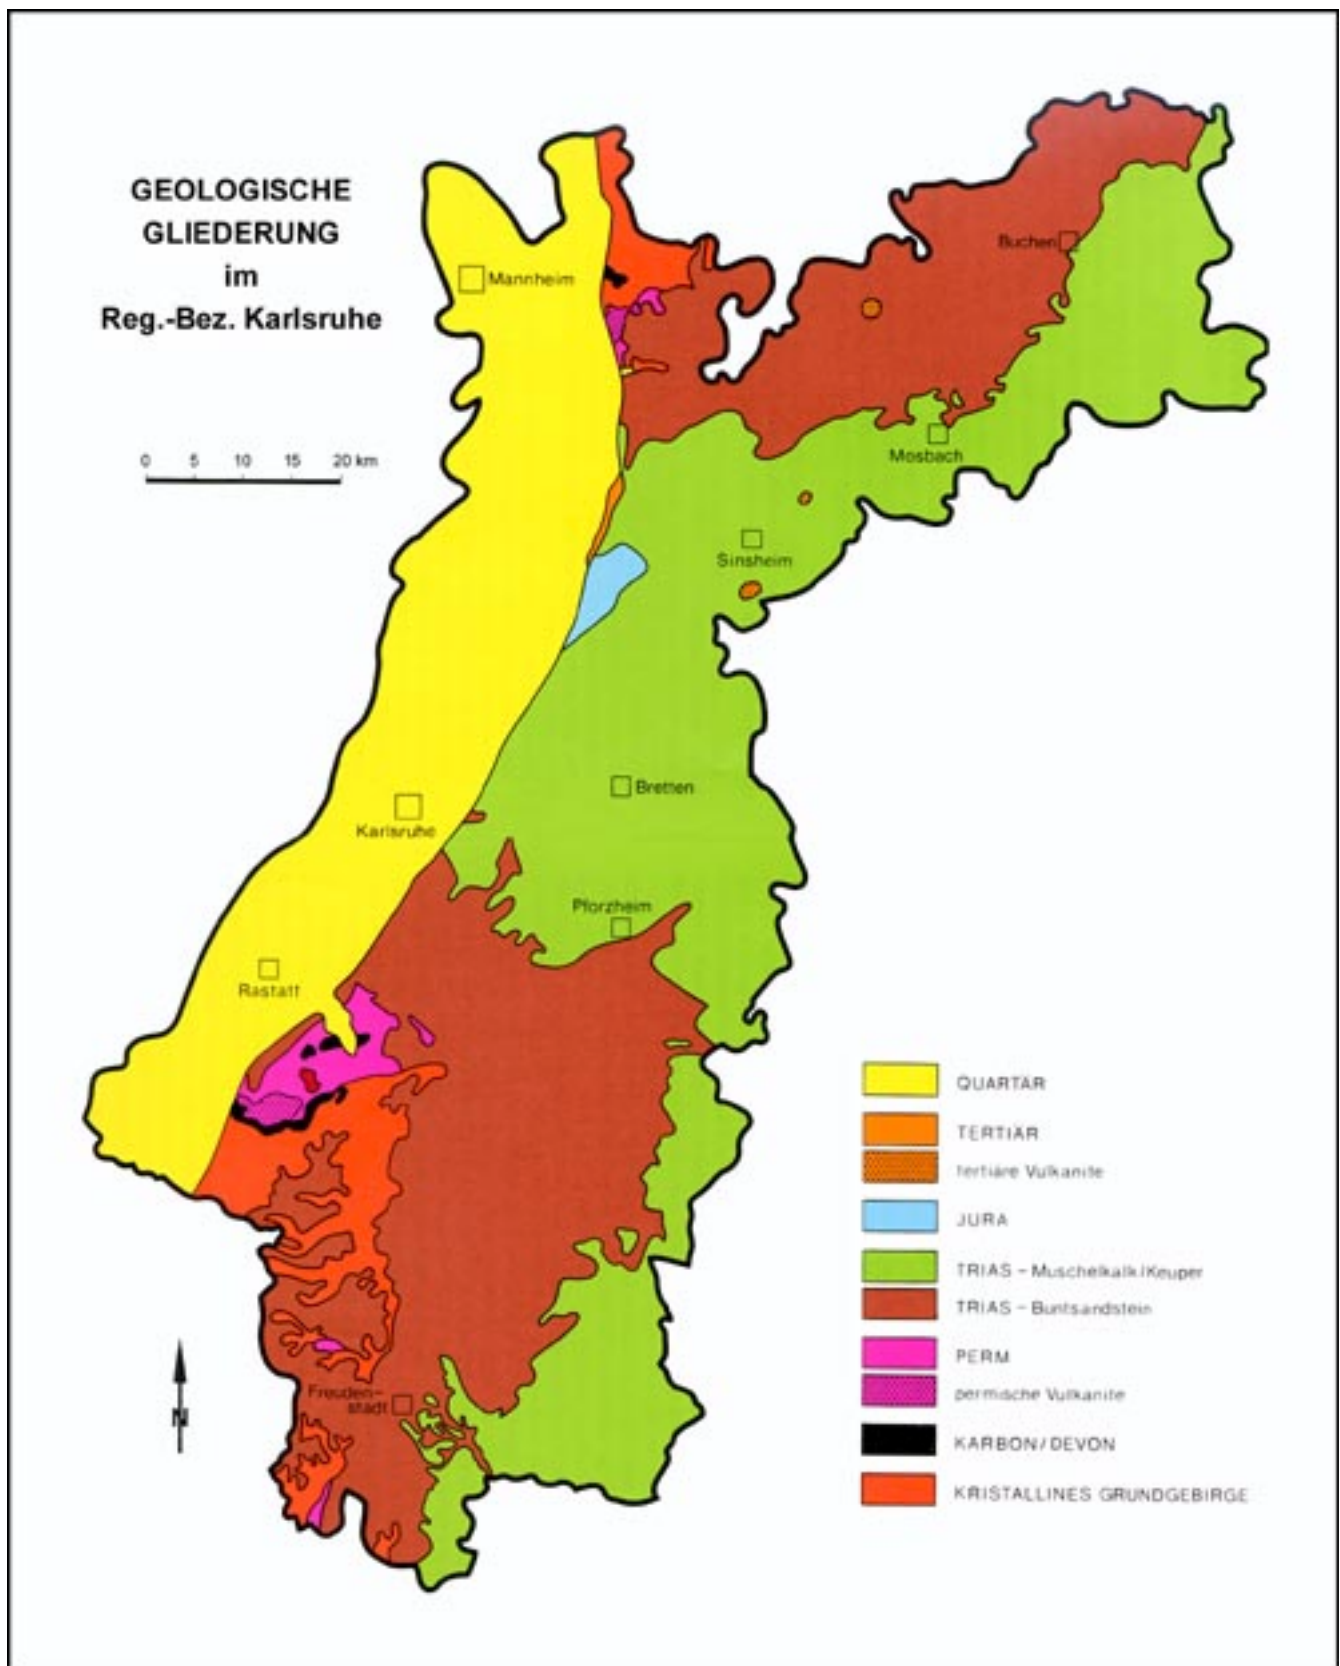 GEOLOGISCHE
GLIEDERUNG
im
Reg.-Bez. Karlsruhe
Buchen
Mannheim
0 5 10 15 20 km
Mosbach
Sinsheim
Bretten
Karlsruhe
Pforzheim
Rastatt
QUARTÄR
TERTIÄR
tertiäre Vulkanite
JURA
TRIAS – Muschelkalk/Keuper
TRIAS – Buntsandstein
PERM
permische Vulkanite
Freuden-
stadt
N
KARBON/DEVON
KRISTALLINES GRUNDGEBIRGE